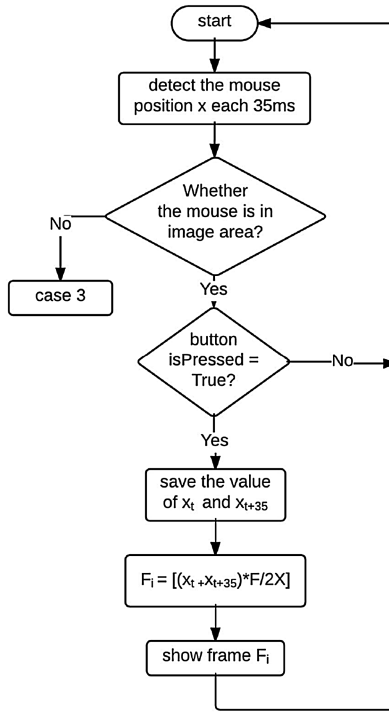 start
detect the mouse
position x each 35ms
Whether
the mouse is in
image area?
No
case 3
Yes
button
isPressed =
True?
No
Yes
save the value
of xₜ and xₜ₊₃₅
Fᵢ = [(xₜ +xₜ₊₃₅)*F/2X]
show frame Fᵢ